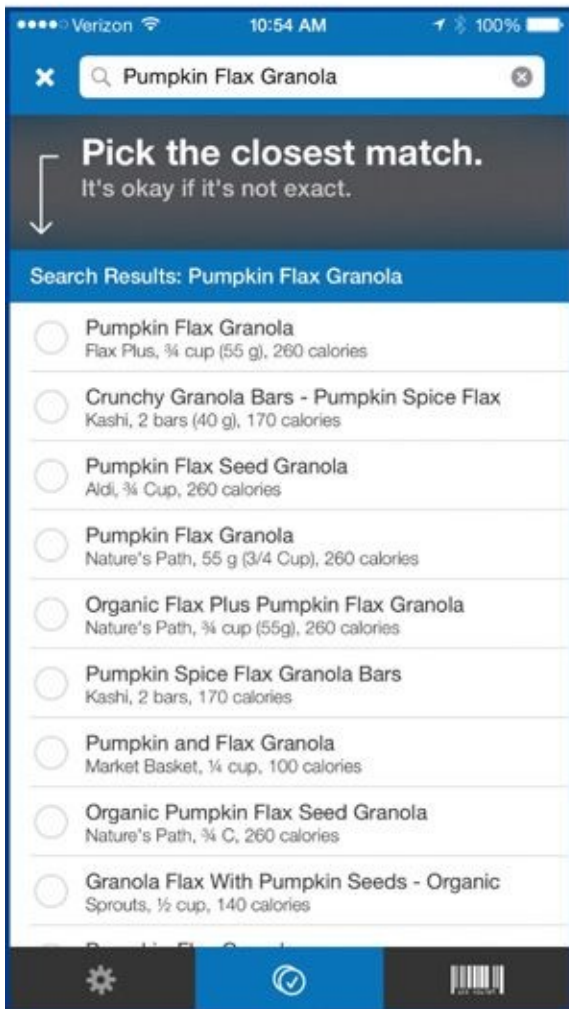 Verizon 10:54 AM 100%
Pumpkin Flax Granola
Pick the closest match.
It's okay if it's not exact.
Search Results: Pumpkin Flax Granola
Pumpkin Flax Granola
Flax Plus, ¾ cup (55 g), 260 calories
Crunchy Granola Bars - Pumpkin Spice Flax
Kashi, 2 bars (40 g), 170 calories
Pumpkin Flax Seed Granola
Aldi, ¾ Cup, 260 calories
Pumpkin Flax Granola
Nature's Path, 55 g (3/4 Cup), 260 calories
Organic Flax Plus Pumpkin Flax Granola
Nature's Path, ¾ cup (55g), 260 calories
Pumpkin Spice Flax Granola Bars
Kashi, 2 bars, 170 calories
Pumpkin and Flax Granola
Market Basket, ¼ cup, 100 calories
Organic Pumpkin Flax Seed Granola
Nature's Path, ¾ C, 260 calories
Granola Flax With Pumpkin Seeds - Organic
Sprouts, ½ cup, 140 calories